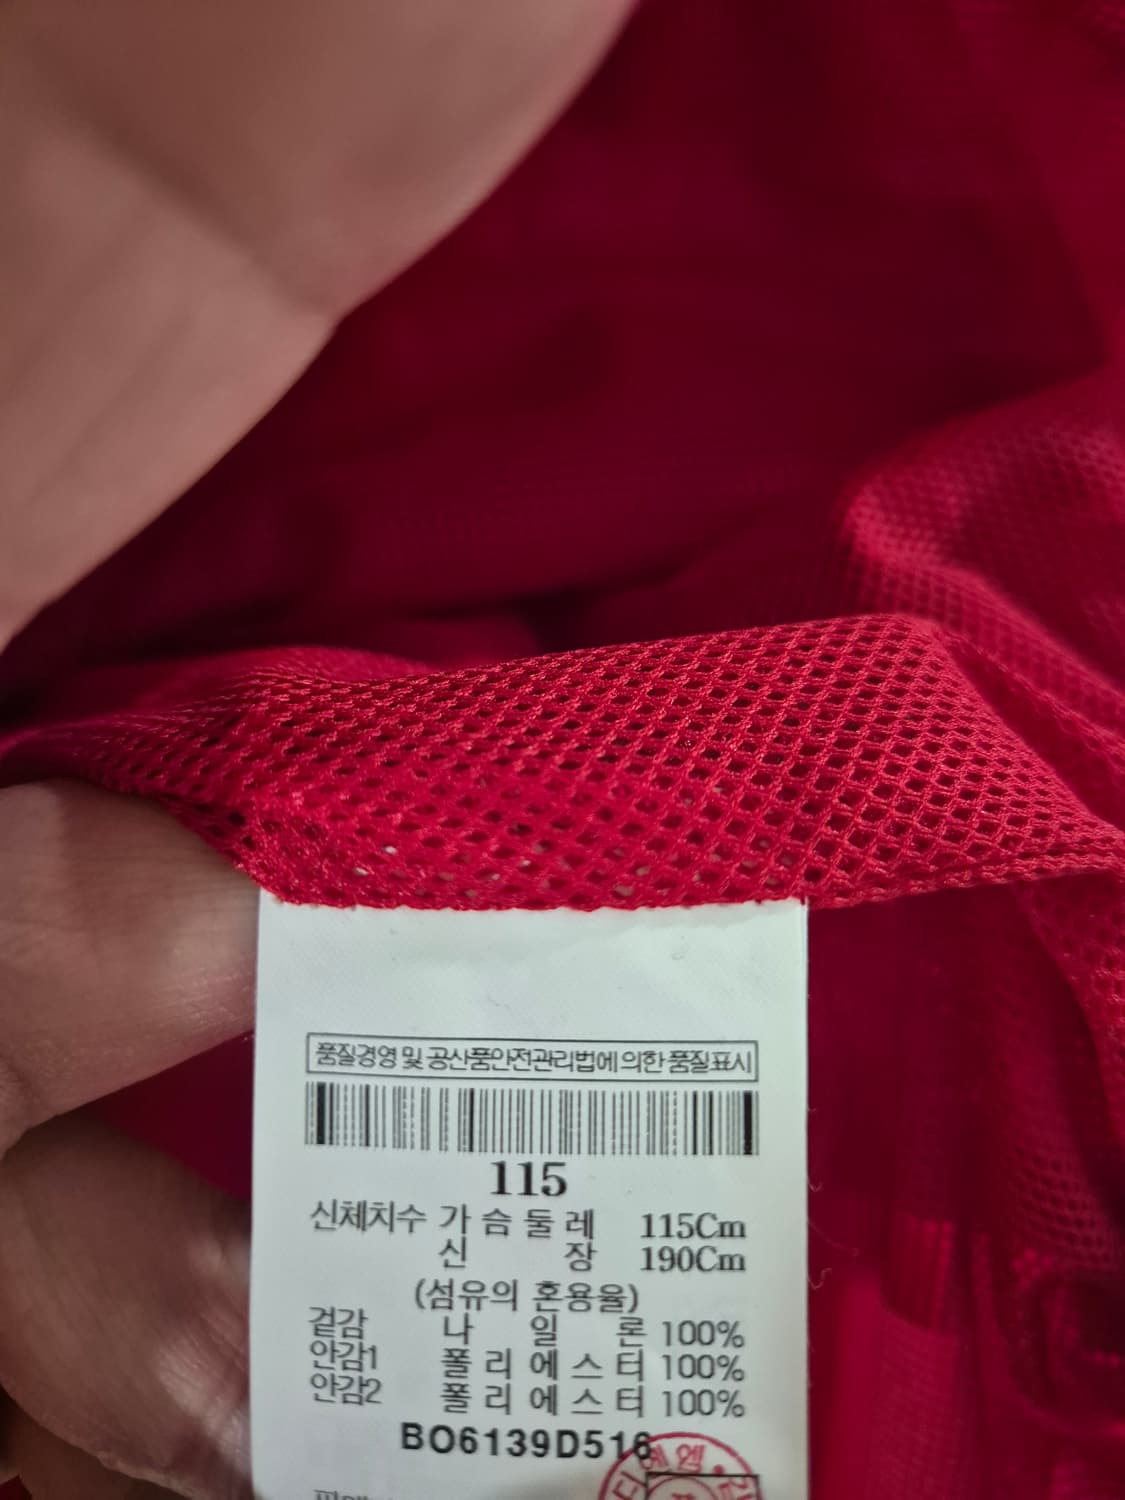 품질경영 및 공산품안전관리법에 의한 품질표시
115
신체치수 가 슴 둘 레 115Cm
신 장 190Cm
(섬유의 혼용율)
겉감 나 일 론 100%
안감1 폴 리 에 스 터 100%
안감2 폴 리 에 스 터 100%
BO6139D516